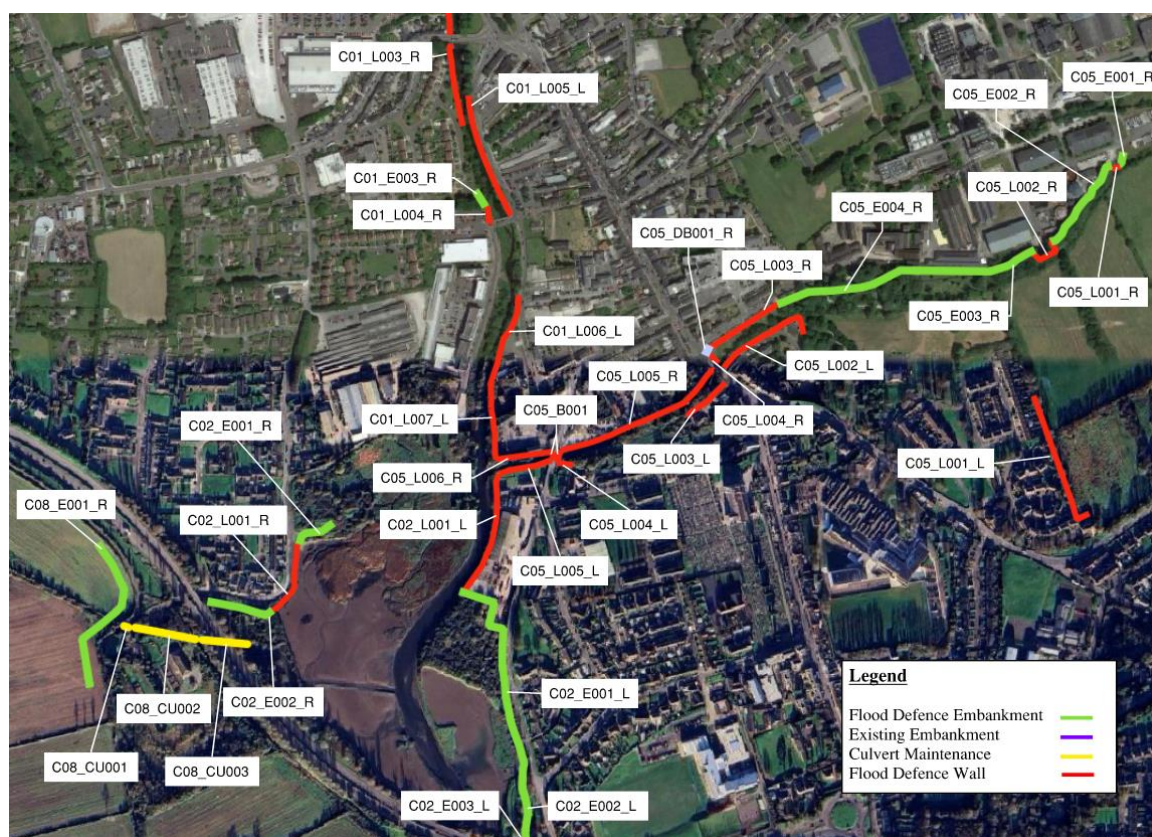 C01_L003_R
C01_L005_L
C05_E001_R
C05_E002_R
C01_E003_R
C05_L002_R
C01_L004_R
C05_E004_R
C05_DB001_R
C05_L003_R
C05_L001_R
C05_E003_R
C01_L006_L
C05_L002_L
C05_L005_R
C01_L007_L
C05_B001
C05_L004_R
C02_E001_R
C05_L003_L
C05_L001_L
C05_L006_R
C08_E001_R
C02_L001_R
C02_L001_L
C05_L004_L
C05_L005_L
Legend
C02_E001_L
C02_E002_R
C08_CU002
Flood Defence Embankment
Existing Embankment
Culvert Maintenance
Flood Defence Wall
C08_CU001
C08_CU003
C02_E003_L
C02_E002_L